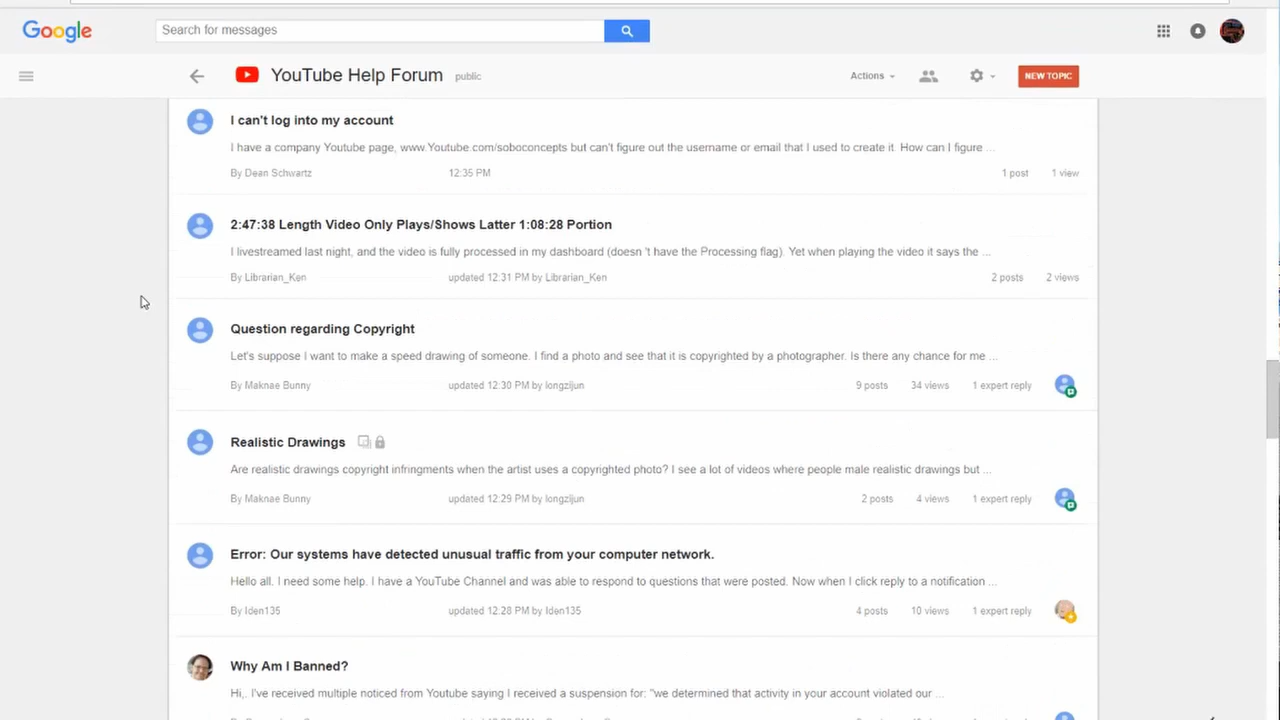 Google
Search for messages
YouTube Help Forum public Actions NEW TOPIC
I can't log into my account
I have a company Youtube page, www.Youtube com/soboconcepts but can't figure out the username or email that I used to create it. How can I figure ...
By Dean Schwartz 12:35 PM 1 post 1 view
2:47:38 Length Video Only Plays/Shows Latter 1:08:28 Portion
I livestreamed last night, and the video is fully processed in my dashboard (doesn 't have the Processing flag). Yet when playing the video it says the ...
By Librarian_Ken updated 12:31 PM by Librarian_Ken 2 posts 2 views
Question regarding Copyright
Let's suppose I want to make a speed drawing of someone. I find a photo and see that it is copyrighted by a photographer. Is there any chance for me ...
By Maknae Bunny updated 12:30 PM by longzijun 9 posts 34 views 1 expert reply
Realistic Drawings
Are realistic drawings copyright infringments when the artist uses a copyrighted photo? I see a lot of videos where people male realistic drawings but ...
By Maknae Bunny updated 12:29 PM by longzijun 2 posts 4 views 1 expert reply
Error: Our systems have detected unusual traffic from your computer network.
Hello all. I need some help. I have a YouTube Channel and was able to respond to questions that were posted. Now when I click reply to a notification ...
By Iden135 updated 12:28 PM by Iden135 4 posts 10 views 1 expert reply
Why Am I Banned?
Hi,. I've received multiple noticed from Youtube saying I received a suspension for: "we determined that activity in your account violated our ...